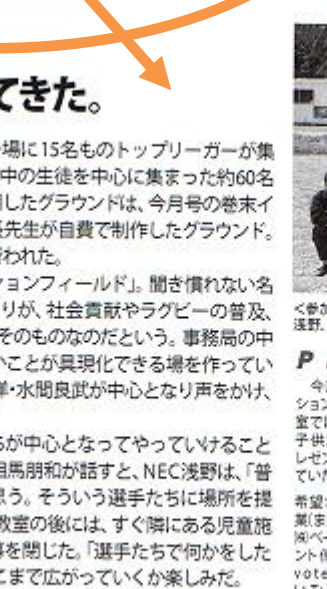 てきた。
場に15名ものトップリーガーが集
中の生徒を中心に集まった約60名
したグラウンドは、今月号の巻末イ
先生が自費で制作したグラウンド。
行われた。
ョンフィールド」。聞き慣れない名
りが、社会貢献やラグビーの普及、
そのものなのだという。事務局の中
いことが具現化できる場を作ってい
洋・水間良武が中心となり声をかけ、
らが中心となってやっていけること
相馬朋和が話すと、NEC浅野は、「普
思う。そういう選手たちに場所を提
教室の後には、すぐ隣にある児童施
幕を閉じた。「選手たちで何かをした
こまで広がっていくか楽しみだ。
<参加
浅野、
P
今
ション
室では
子供
レゼン
ていた
希望
業(ま
㈱ベー
ント係
vote